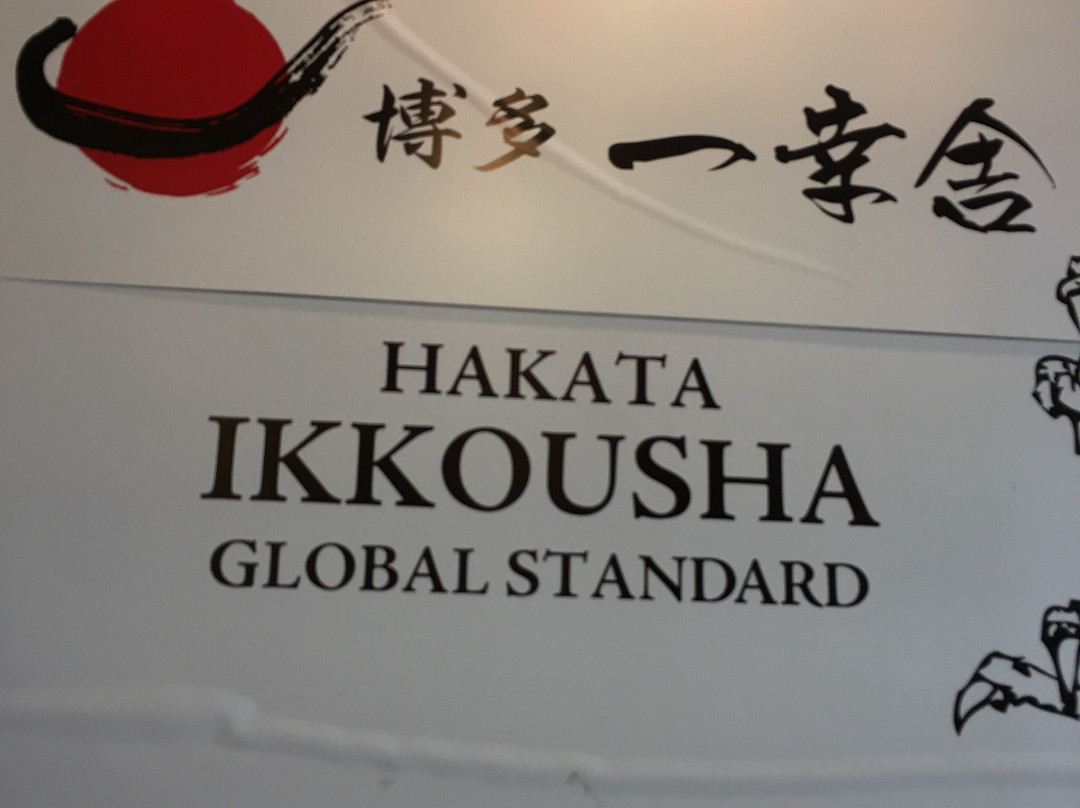 博多 一幸舎
HAKATA
IKKOUSHA
GLOBAL STANDARD